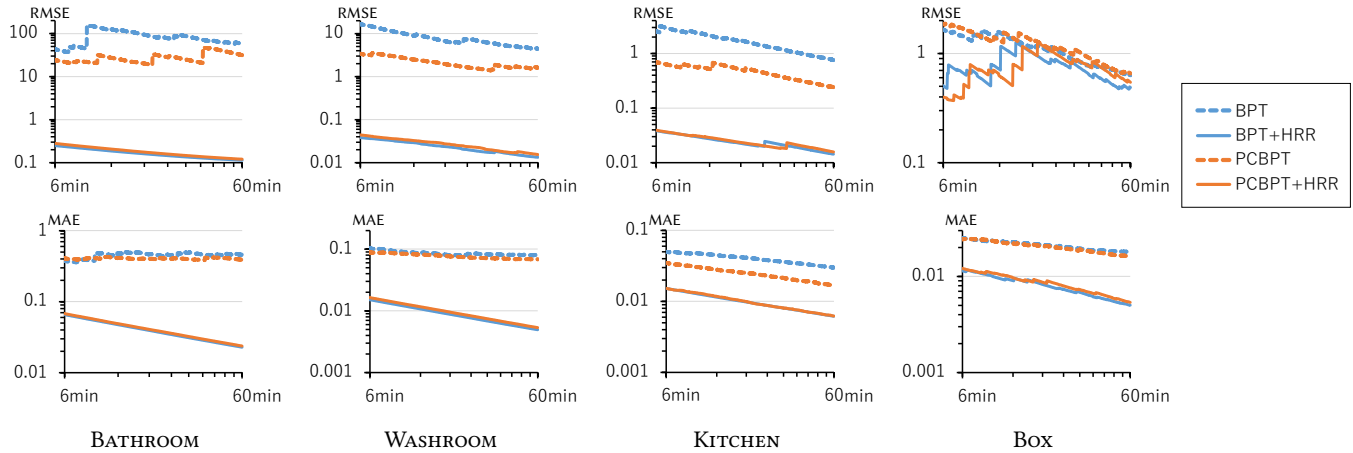 RMSE
100
10
1
0.1
6min 60min
RMSE
10
1
0.1
0.01
6min 60min
RMSE
1
0.1
0.01
6min 60min
RMSE
1
0.1
6min 60min
BPT
BPT+HRR
PCBPT
PCBPT+HRR
MAE
1
0.1
0.01
6min 60min
MAE
0.1
0.01
0.001
6min 60min
MAE
0.1
0.01
0.001
6min 60min
MAE
0.01
0.001
6min 60min
BATHROOM
WASHROOM
KITCHEN
BOX